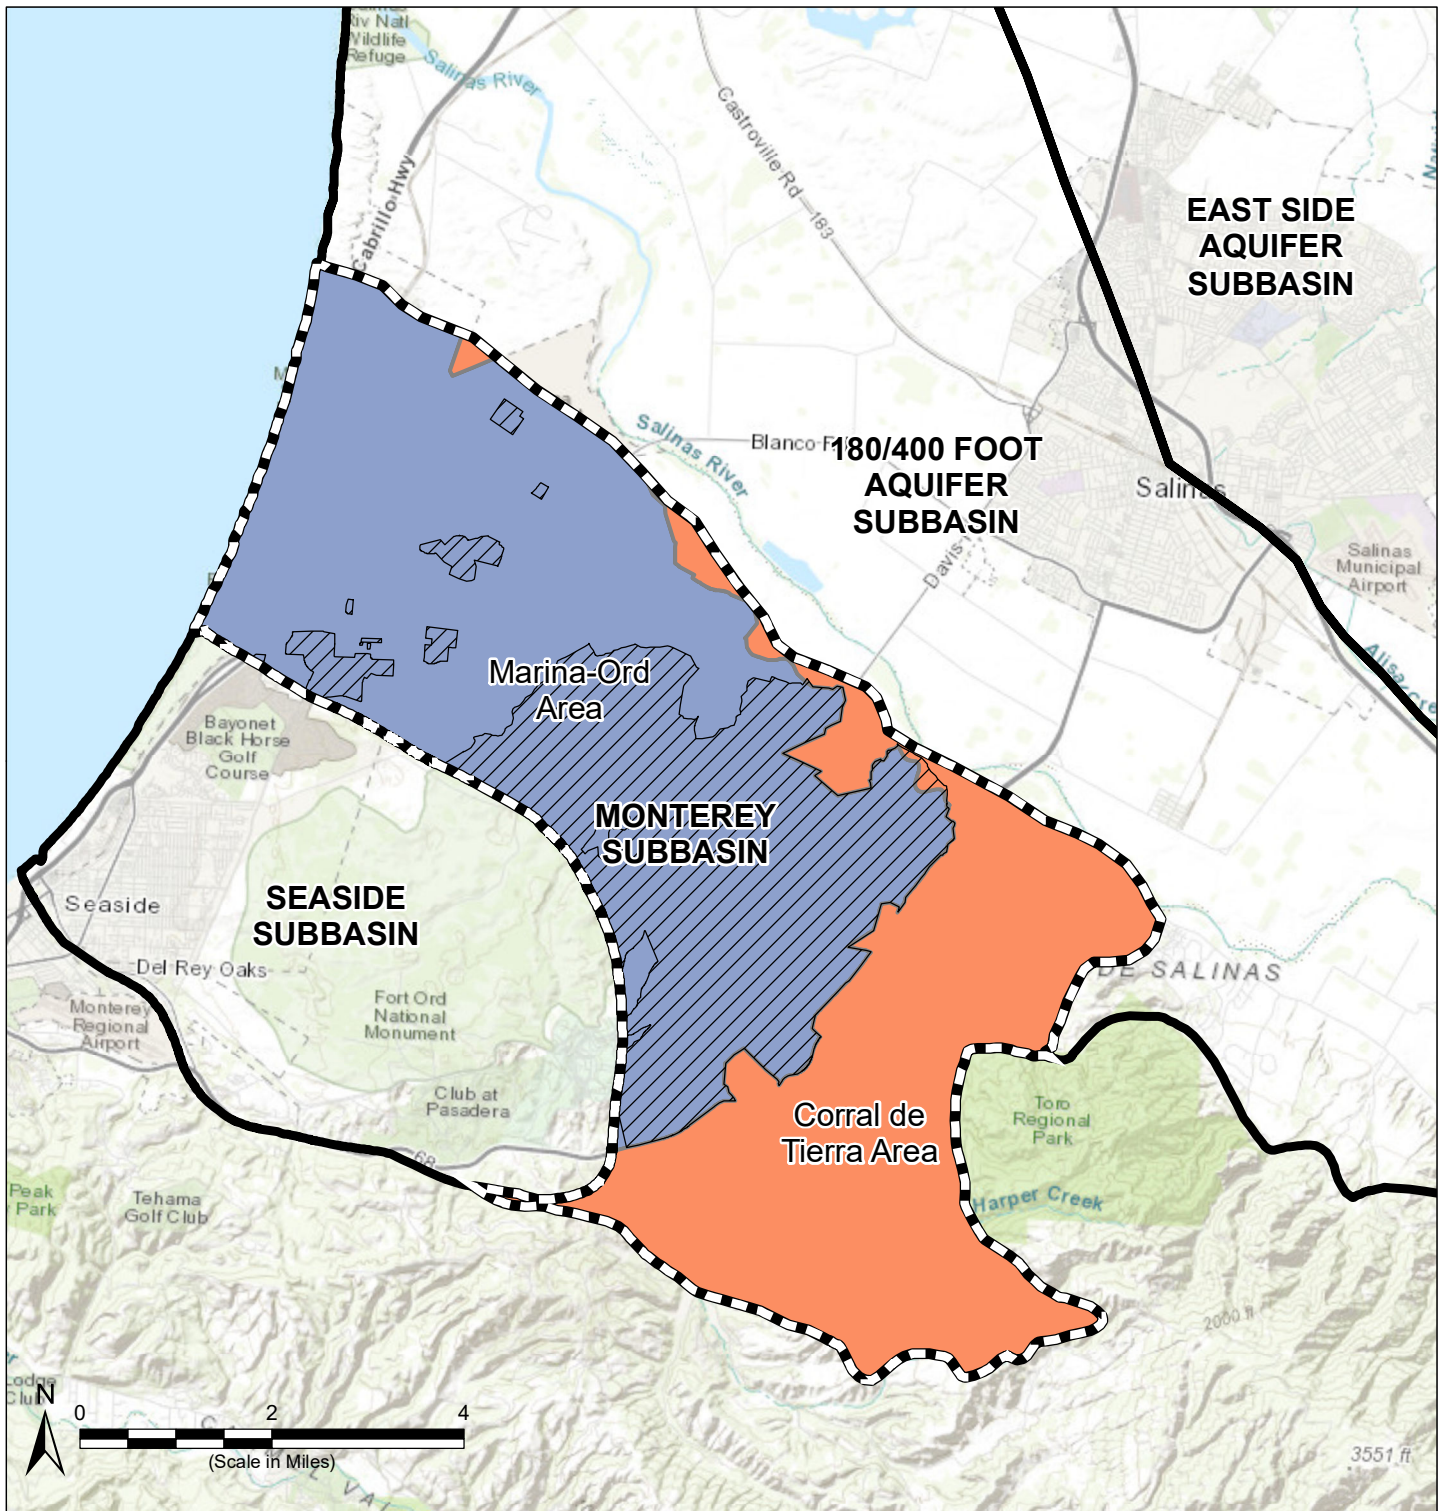 Riv Natl
Wildlife
Refuge
Salinas River
Cabrillo Hwy
Castroville Rd
183
EAST SIDE
AQUIFER
SUBBASIN
Salinas River
Blanco
180/400 FOOT
AQUIFER
SUBBASIN
Salinas
Davis
Salinas
Municipal
Airport
Marina-Ord
Area
Bayonet
Black Horse
Golf
Course
MONTEREY
SUBBASIN
SEASIDE
SUBBASIN
Seaside
Del Rey Oaks
Monterey
Regional
Airport
Fort Ord
National
Monument
DE SALINAS
Club at
Pasadera
68
Corral de
Tierra Area
Toro
Regional
Park
Harper Creek
Peak
Park
Tehama
Golf Club
2000 ft
Lodge
Club
N
0 2 4
(Scale in Miles)
3551 ft